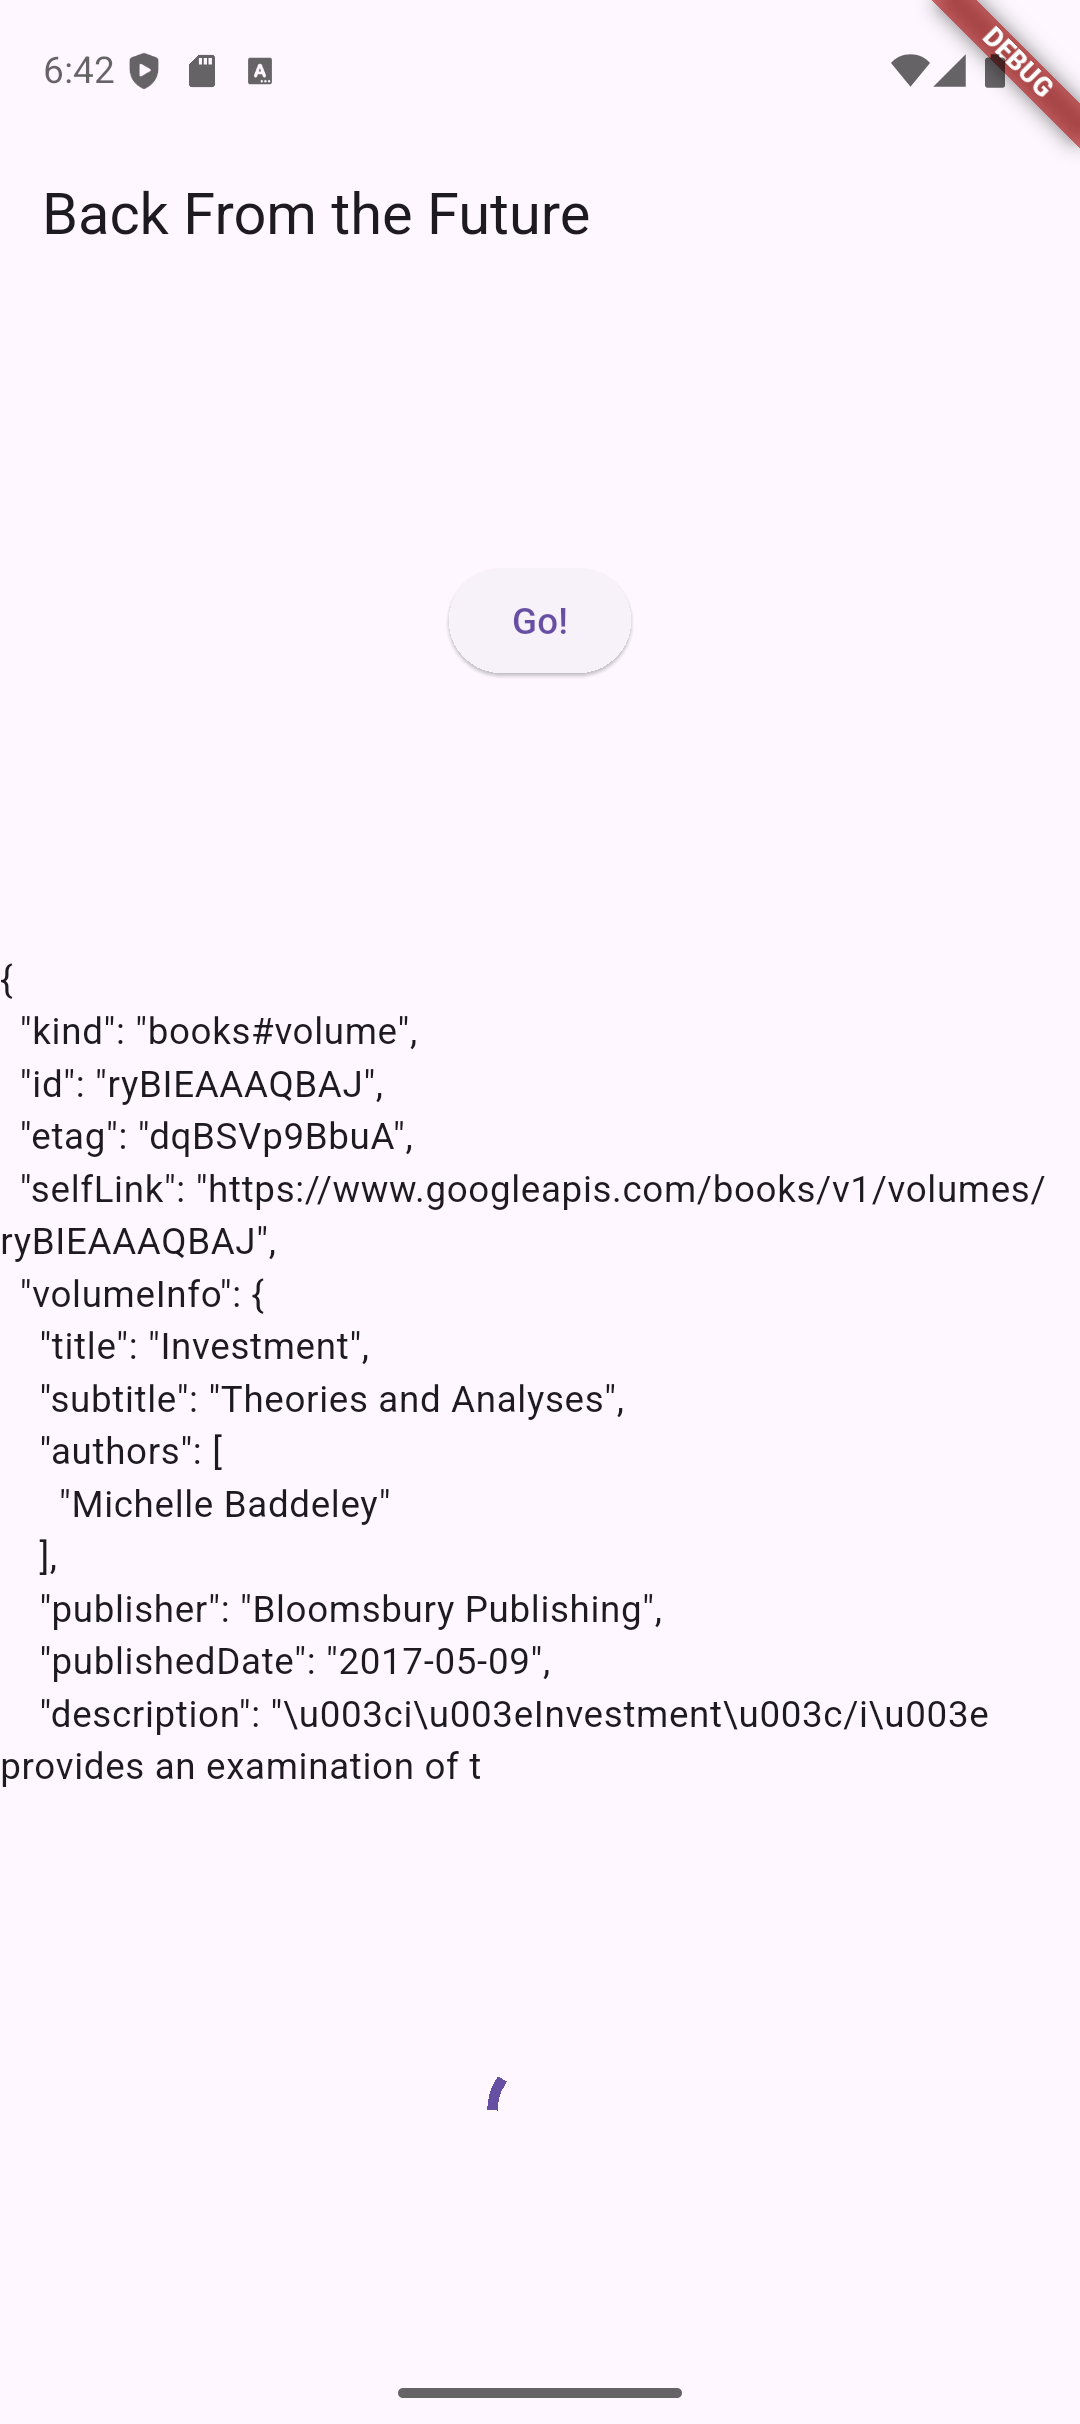 6:42
DEBUG
Back From the Future
Go!
{
  "kind": "books#volume",
  "id": "ryBIEAAAQBAJ",
  "etag": "dqBSVp9BbuA",
  "selfLink": "https://www.googleapis.com/books/v1/volumes/
ryBIEAAAQBAJ",
  "volumeInfo": {
    "title": "Investment",
    "subtitle": "Theories and Analyses",
    "authors": [
      "Michelle Baddeley"
    ],
    "publisher": "Bloomsbury Publishing",
    "publishedDate": "2017-05-09",
    "description": "\u003ci\u003eInvestment\u003c/i\u003e
provides an examination of t